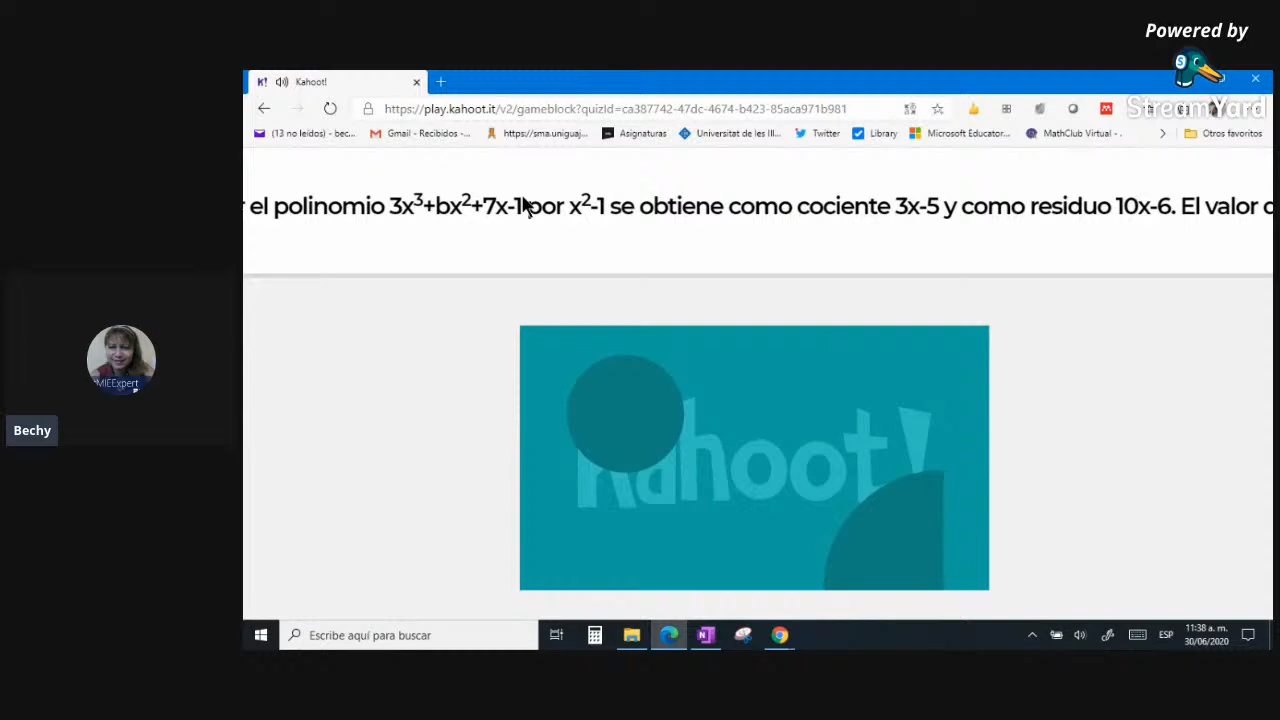 Powered by
StreamYard
Kahoot!
https://play.kahoot.it/v2/gameblock?quizId=ca387742-47dc-4674-b423-85aca971b981
(13 no leídos) - bec...
Gmail - Recibidos -...
https://sma.uniguaj...
Asignaturas
Universitat de les Ill...
Twitter
Library
Microsoft Educator...
MathClub Virtual - .
Otros favoritos
el polinomio 3x³+bx²+7x-1 por x²-1 se obtiene como cociente 3x-5 y como residuo 10x-6. El valor
Kahoot!
MIEExpert
Bechy
Escribe aquí para buscar
ESP
11:38 a. m.
30/06/2020